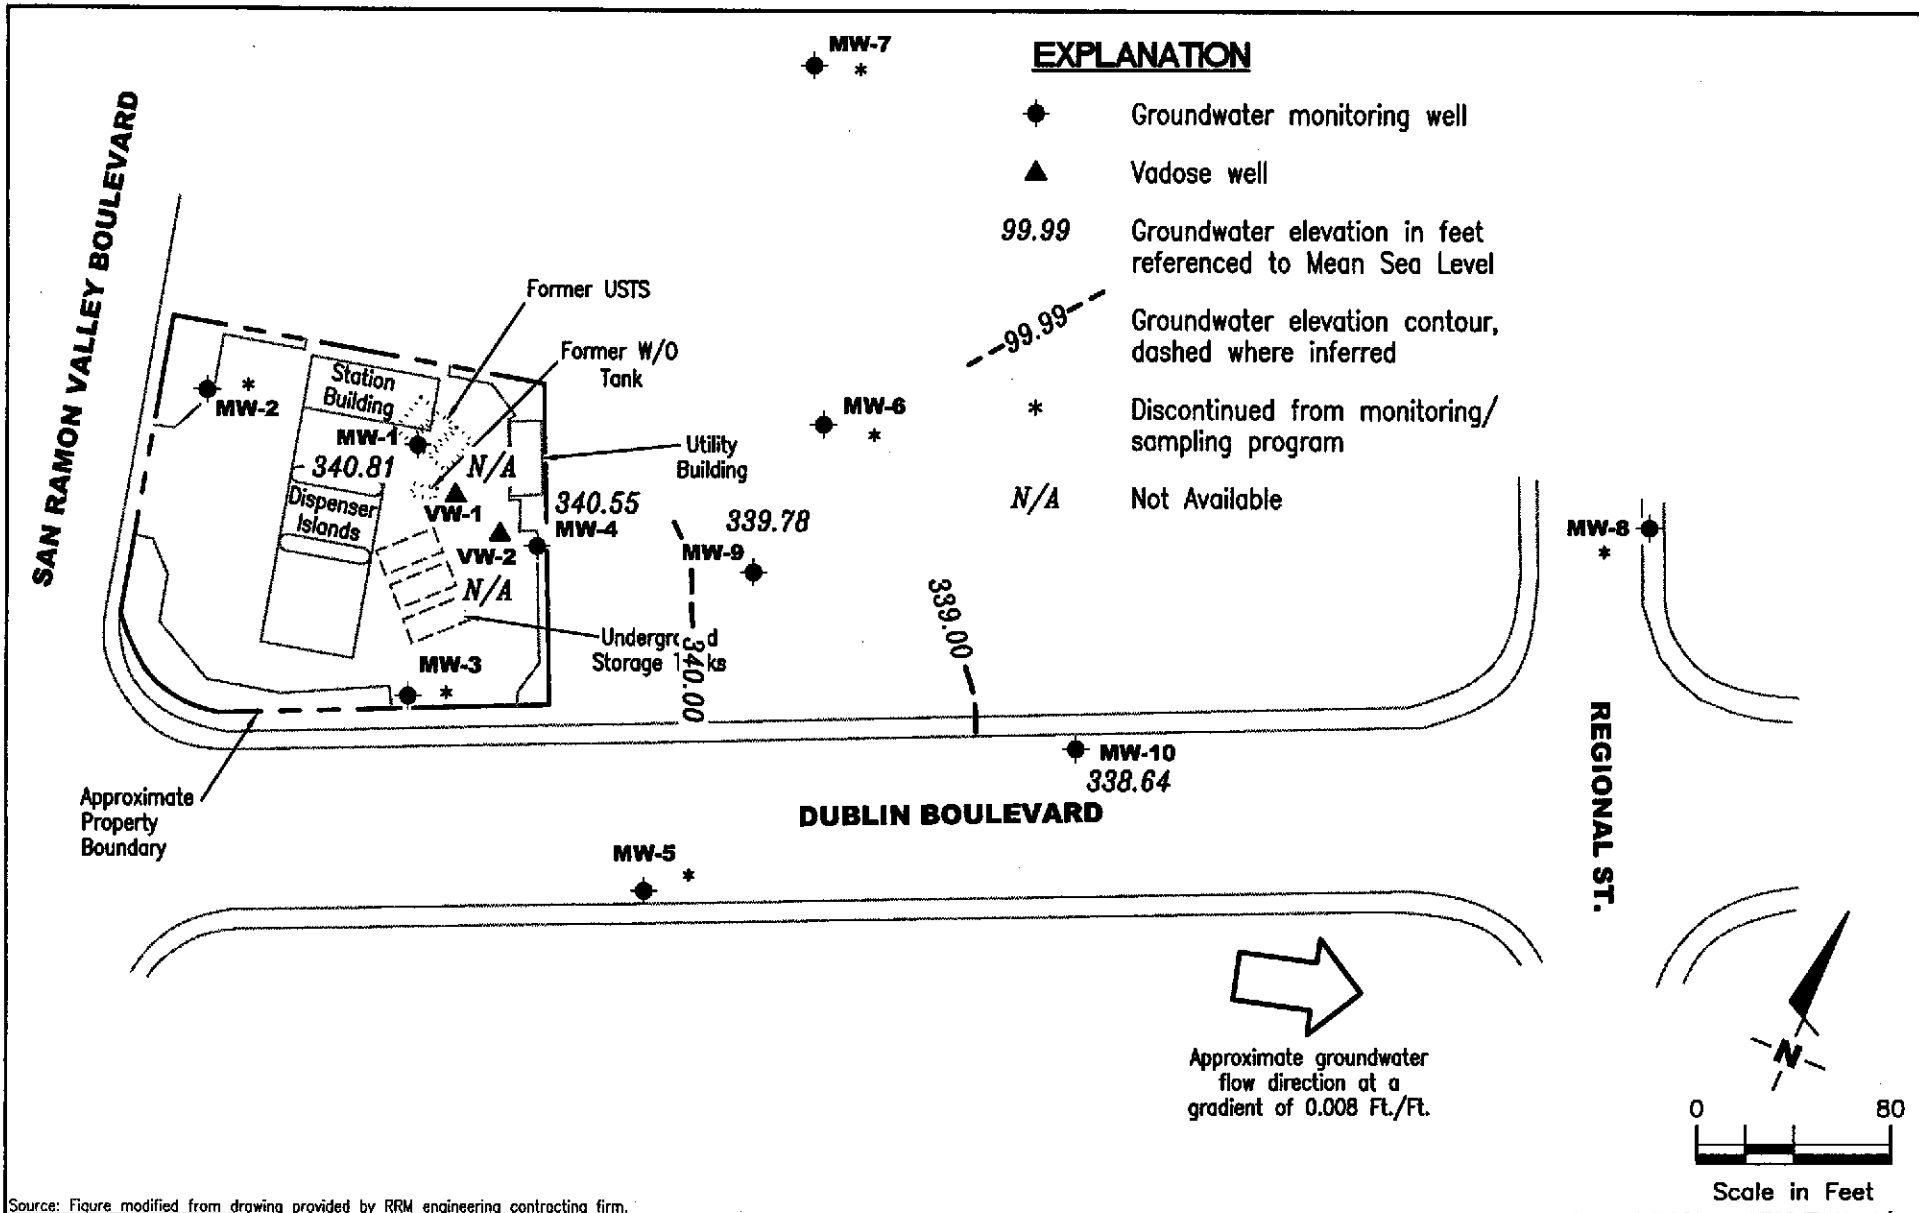 MW-7
*
EXPLANATION
Groundwater monitoring well
Vadose well
99.99 Groundwater elevation in feet
referenced to Mean Sea Level
99.99 Groundwater elevation contour,
dashed where inferred
* Discontinued from monitoring/
sampling program
N/A Not Available
SAN RAMON VALLEY BOULEVARD
Former USTS
Former W/O
Tank
Station
Building
*
MW-2
MW-1
340.81
N/A
Utility
Building
MW-6
*
Dispenser
Islands
VW-1
340.55
MW-4
339.78
MW-9
VW-2
N/A
MW-8
*
339.00
Storage
340.00
MW-3
*
REGIONAL ST.
MW-10
338.64
Approximate
Property
Boundary
DUBLIN BOULEVARD
MW-5
*
Approximate groundwater
flow direction at a
gradient of 0.008 Ft./Ft.
N
0 80
Scale in Feet
Source: Figure modified from drawing provided by RRM engineering contracting firm.